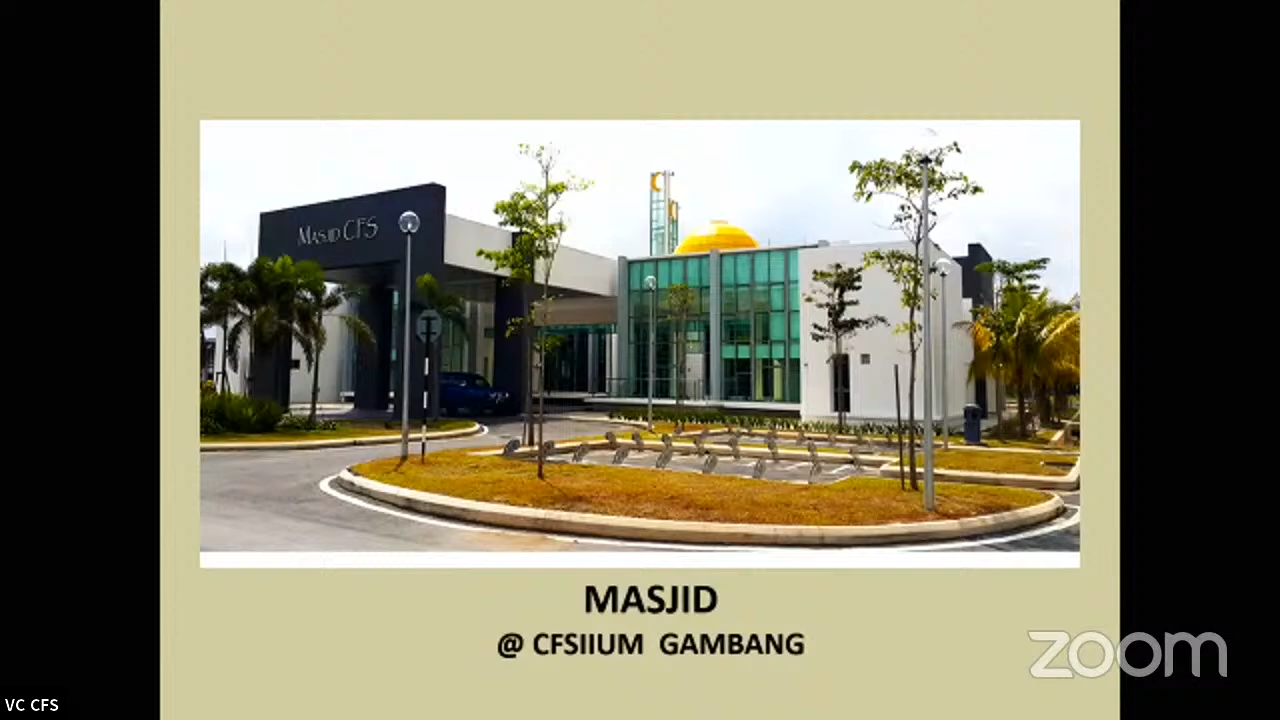 MASJID CFS
MASJID
@ CFSIIUM GAMBANG
zoom
VC CFS